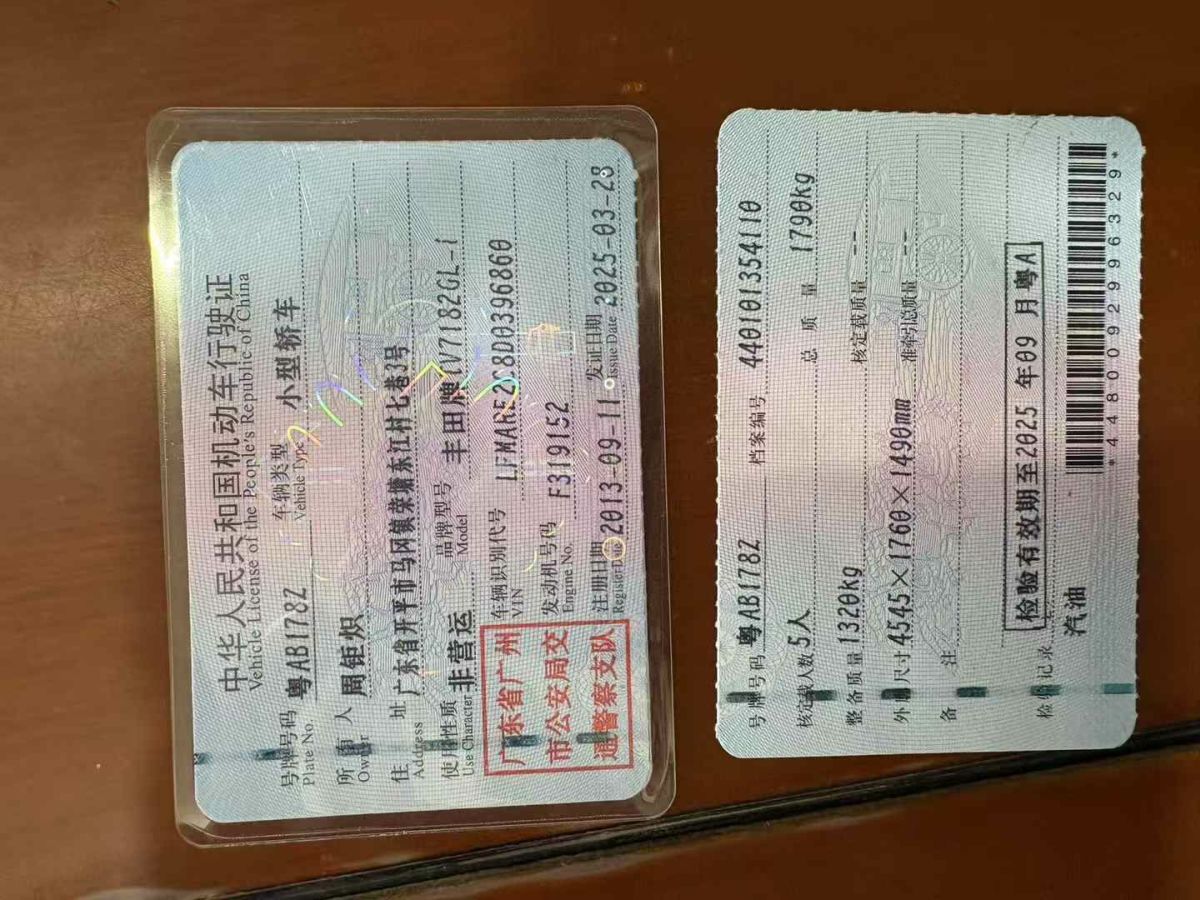 中华人民共和国机动车行驶证
Vehicle License of the People's Republic of China
号牌号码 粤AB178Z 车辆类型 小型轿车
Plate No. Vehicle Type
所有人 周钜炽
Owner
住址 广东省开平市马冈镇荣塘东江村七巷3号
Address
使用性质 非营运 品牌型号 丰田牌TV7182GL-i
Use Character Model
广东省广州
市公安局交
通警察支队
车辆识别代号
VIN
发动机号码 F319152
Engine No.
注册日期 2013-09-11 发证日期 2025-03-28
Register Issue Date
号牌号码 粤AB178Z 档案编号 440101354110
核定载人数 5人 总质量 1790kg
整备质量 1320kg 核定载质量 --
外廓尺寸 4545×1760×1490mm 准牵引总质量 --
备注
检验有效期至2025年09月粤A
检验记录
汽油
*4480092996329*